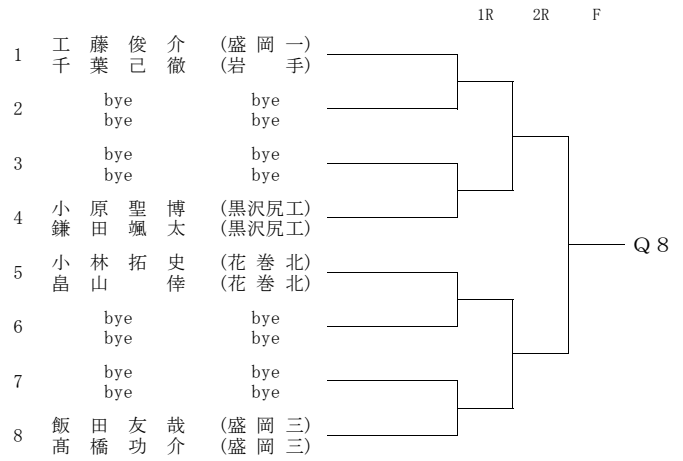 1R 2R F
1 工藤俊介 (盛岡一)
千葉己徹 (岩手)
2 bye bye
bye bye
3 bye bye
bye bye
4 小原聖博 (黒沢尻工)
鎌田颯太 (黒沢尻工)
Q8
5 小林拓史 (花巻北)
畠山倖 (花巻北)
6 bye bye
bye bye
7 bye bye
bye bye
8 飯田友哉 (盛岡三)
髙橋功介 (盛岡三)